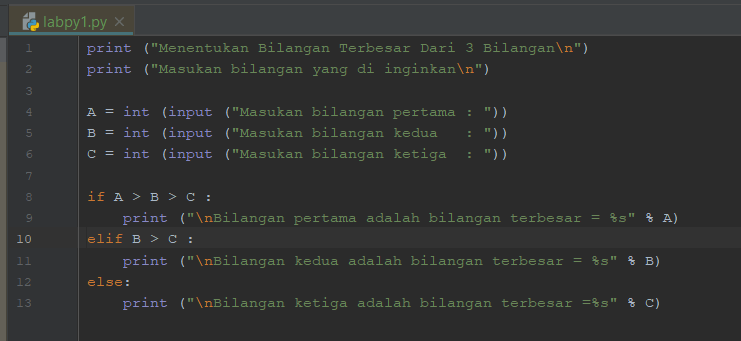 labpy1.py
1 print ("Menentukan Bilangan Terbesar Dari 3 Bilangan\n")
2 print ("Masukan bilangan yang di inginkan\n")
3
4 A = int (input ("Masukan bilangan pertama : "))
5 B = int (input ("Masukan bilangan kedua   : "))
6 C = int (input ("Masukan bilangan ketiga  : "))
7
8 if A > B > C :
9     print ("\nBilangan pertama adalah bilangan terbesar = %s" % A)
10 elif B > C :
11     print ("\nBilangan kedua adalah bilangan terbesar = %s" % B)
12 else:
13     print ("\nBilangan ketiga adalah bilangan terbesar =%s" % C)